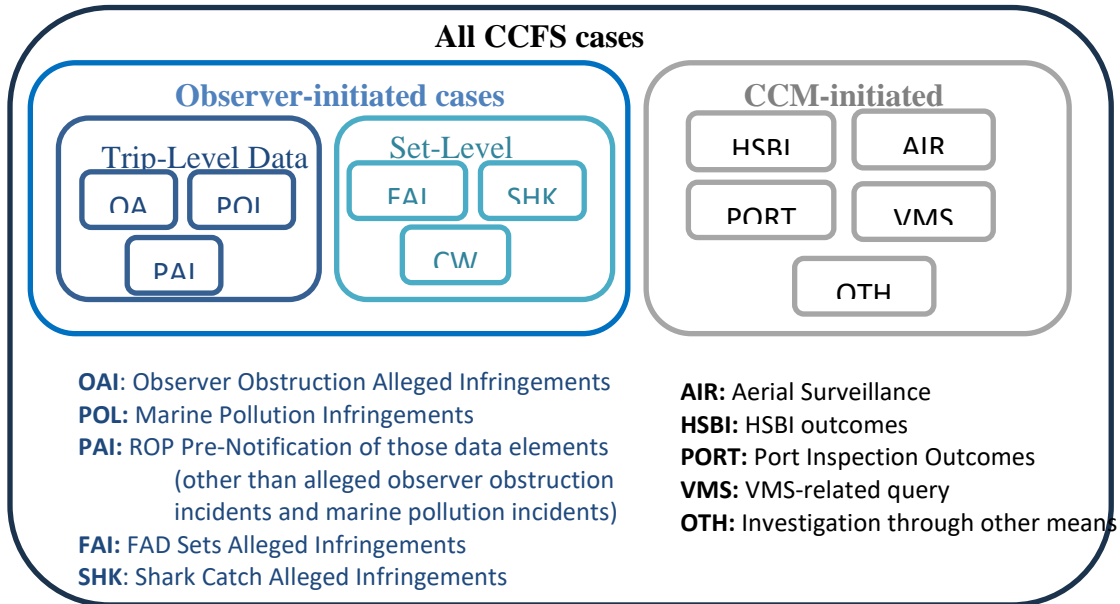 All CCFS cases
Observer-initiated cases
Trip-Level Data
OA
POL
PAI
Set-Level
FAI
SHK
CW
CCM-initiated
HSBI
AIR
PORT
VMS
OTH
OAI: Observer Obstruction Alleged Infringements
POL: Marine Pollution Infringements
PAI: ROP Pre-Notification of those data elements
(other than alleged observer obstruction
incidents and marine pollution incidents)
FAI: FAD Sets Alleged Infringements
SHK: Shark Catch Alleged Infringements
AIR: Aerial Surveillance
HSBI: HSBI outcomes
PORT: Port Inspection Outcomes
VMS: VMS-related query
OTH: Investigation through other means